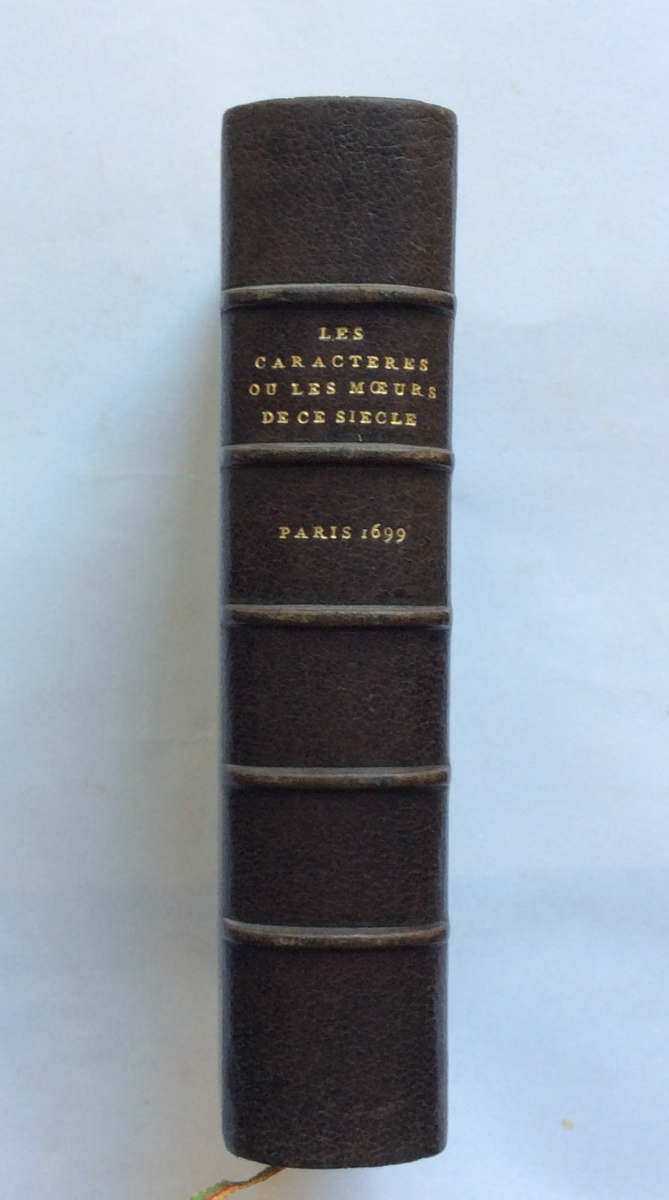 LES
CARACTERES
OU LES MŒURS
DE CE SIECLE
PARIS 1699